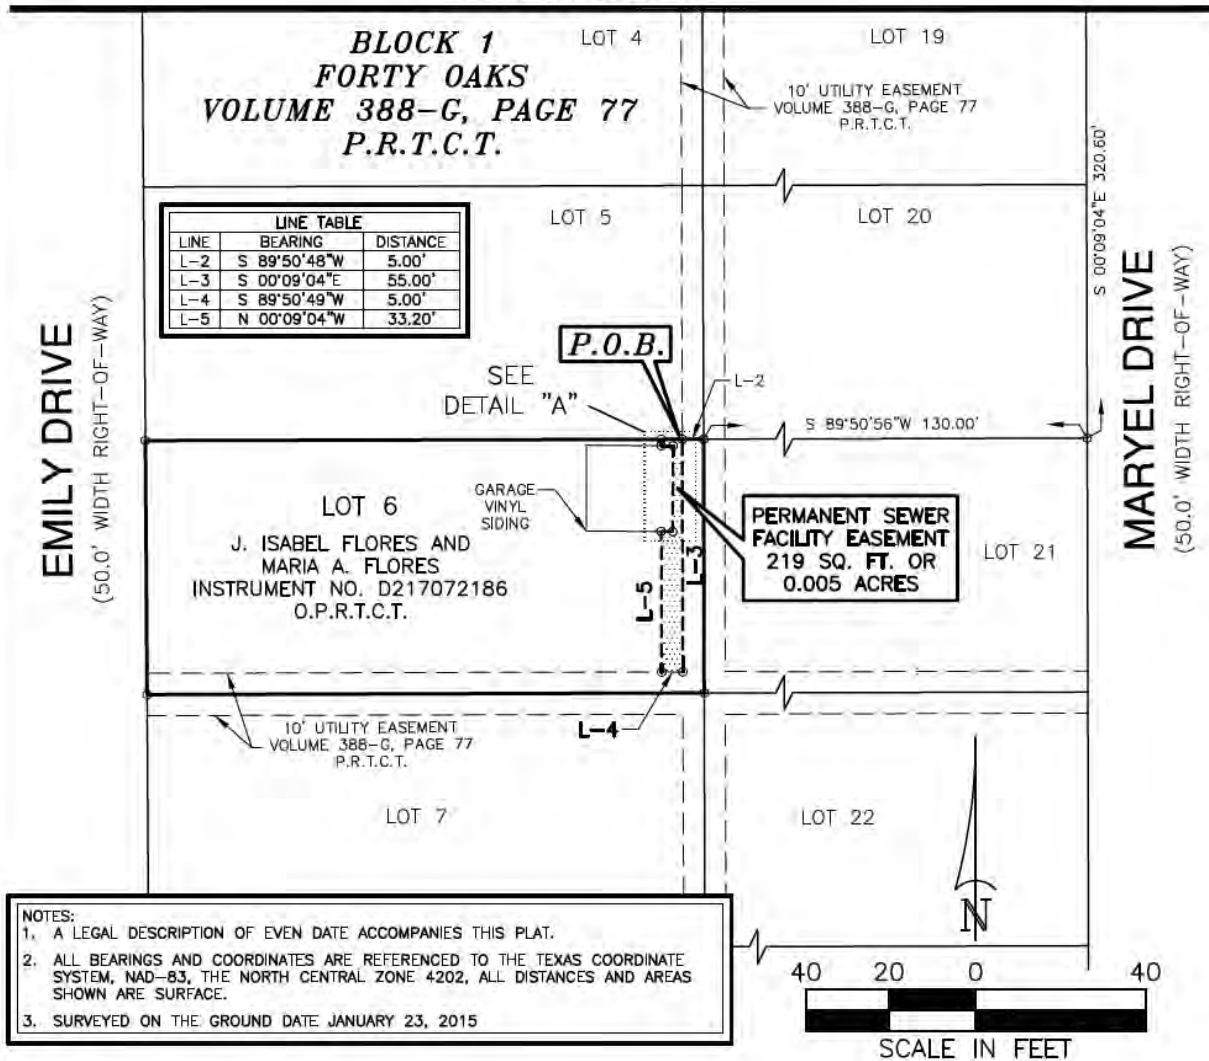 BLOCK 1
FORTY OAKS
VOLUME 388-G, PAGE 77
P.R.T.C.T.
LOT 4
LOT 19
10' UTILITY EASEMENT
VOLUME 388-G, PAGE 77
P.R.T.C.T.
S 00°09'04"E 320.60'
LINE TABLE
LINE BEARING DISTANCE
L-2 S 89°50'48"W 5.00'
L-3 S 00°09'04"E 55.00'
L-4 S 89°50'49"W 5.00'
L-5 N 00°09'04"W 33.20'
LOT 5
LOT 20
EMILY DRIVE
(50.0' WIDTH RIGHT-OF-WAY)
MARYEL DRIVE
(50.0' WIDTH RIGHT-OF-WAY)
P.O.B.
SEE
DETAIL "A"
L-2
S 89°50'56"W 130.00'
LOT 6
J. ISABEL FLORES AND
MARIA A. FLORES
INSTRUMENT NO. D217072186
O.P.R.T.C.T.
GARAGE
VINYL
SIDING
L-5
L-3
PERMANENT SEWER
FACILITY EASEMENT
219 SQ. FT. OR
0.005 ACRES
LOT 21
10' UTILITY EASEMENT
VOLUME 388-G, PAGE 77
P.R.T.C.T.
L-4
LOT 7
LOT 22
N
NOTES:
1. A LEGAL DESCRIPTION OF EVEN DATE ACCOMPANIES THIS PLAT.
2. ALL BEARINGS AND COORDINATES ARE REFERENCED TO THE TEXAS COORDINATE
SYSTEM, NAD-83, THE NORTH CENTRAL ZONE 4202, ALL DISTANCES AND AREAS
SHOWN ARE SURFACE.
3. SURVEYED ON THE GROUND DATE JANUARY 23, 2015
40 20 0 40
SCALE IN FEET